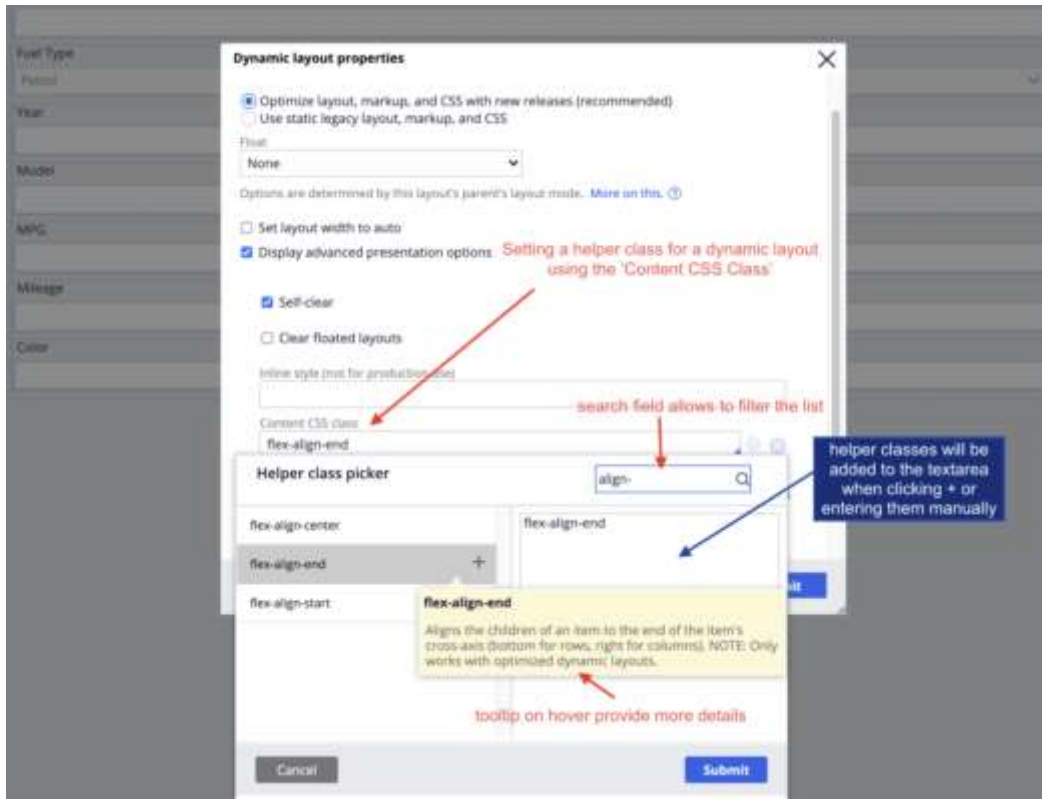 Fuel Type
Petrol
Year
Model
MPG
Mileage
Color
Dynamic layout properties
Optimize layout, markup, and CSS with new releases (recommended)
Use static legacy layout, markup, and CSS
Float
None
Options are determined by this layout's parent's layout mode. More on this.
Set layout width to auto
Display advanced presentation options
Setting a helper class for a dynamic layout
using the 'Content CSS Class'
Self-clear
Clear floated layouts
Inline style (not for production use)
search field allows to filter the list
Content CSS class
flex-align-end
helper classes will be
added to the textarea
when clicking + or
entering them manually
Helper class picker
align-
flex-align-center
flex-align-end
flex-align-end +
flex-align-start
flex-align-end
Aligns the children of an item to the end of the item's
cross-axis (bottom for rows, right for columns). NOTE: Only
works with optimized dynamic layouts.
tooltip on hover provide more details
Cancel
Submit